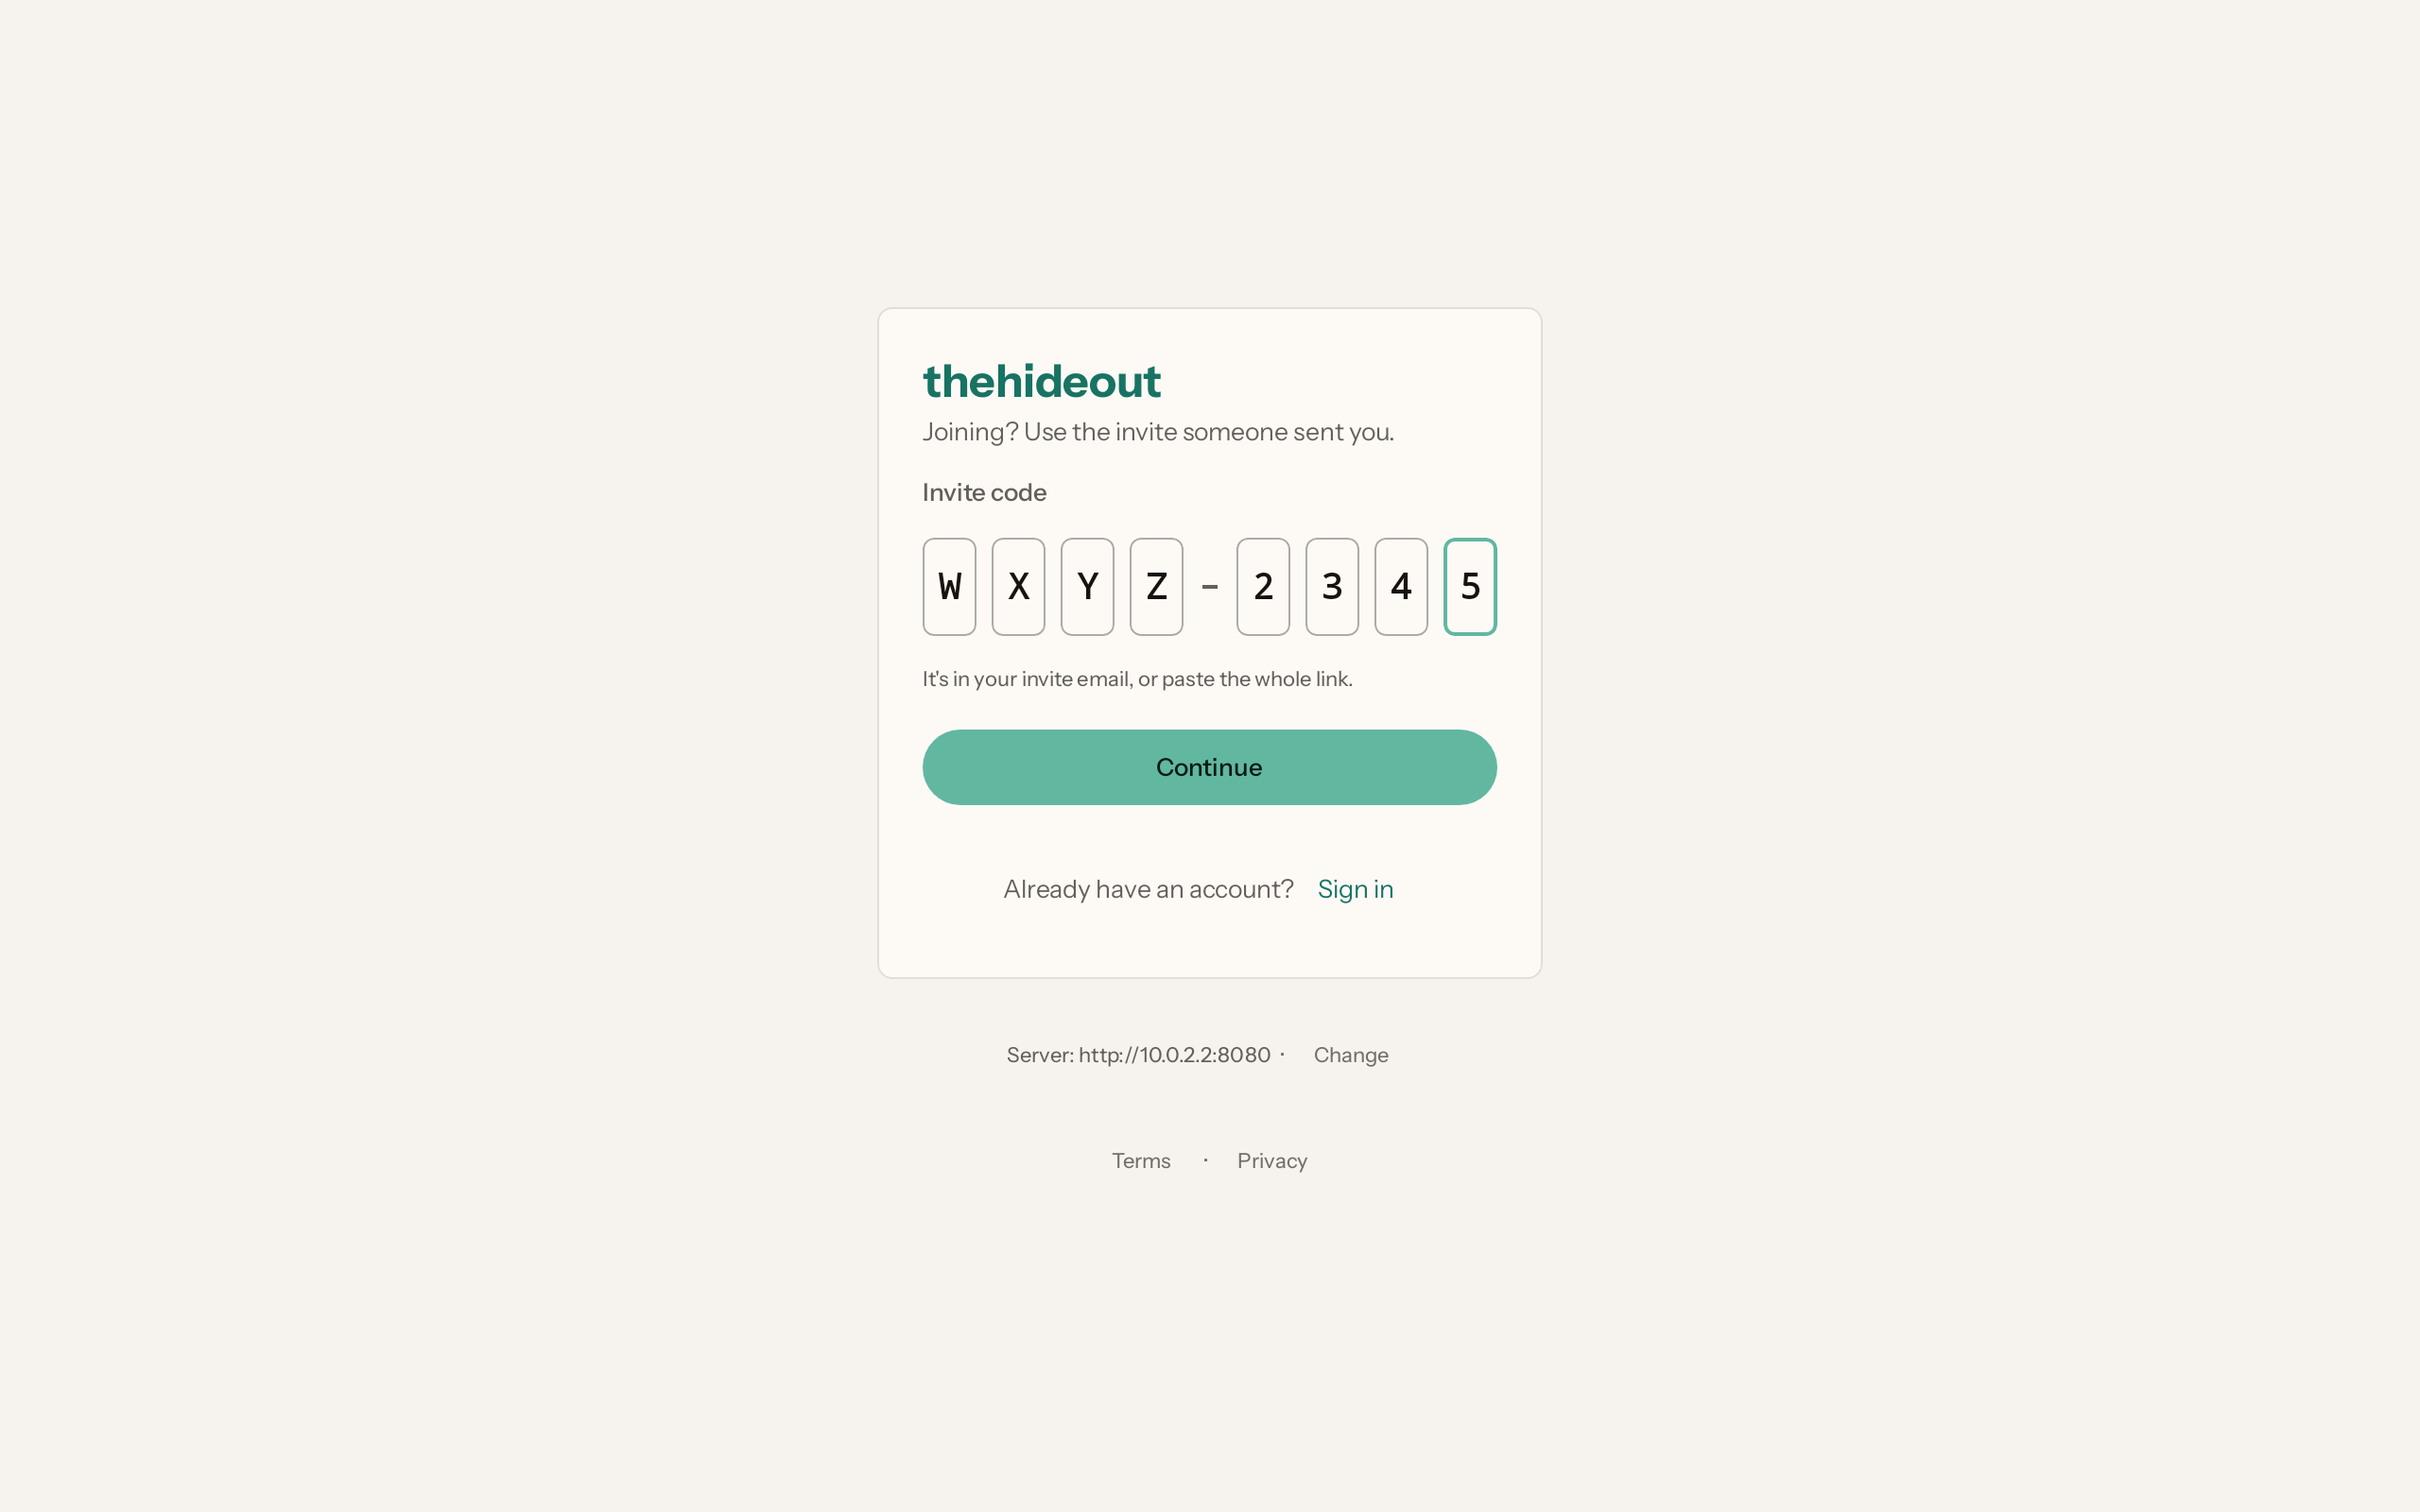 thehideout
Joining? Use the invite someone sent you.
Invite code
W X Y Z - 2 3 4 5
It's in your invite email, or paste the whole link.
Continue
Already have an account? Sign in
Server: http://10.0.2.2:8080 · Change
Terms · Privacy